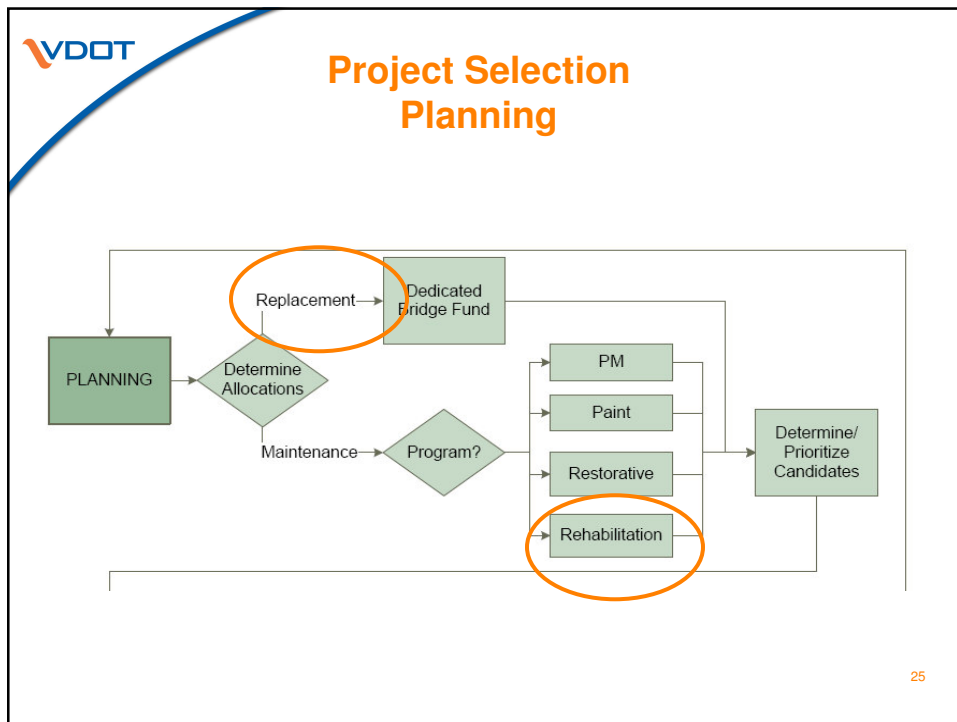 VDOT
Project Selection
Planning
Replacement
Dedicated
Bridge Fund
PLANNING
Determine
Allocations
PM
Paint
Maintenance
Program?
Restorative
Rehabilitation
Determine/
Prioritize
Candidates
25